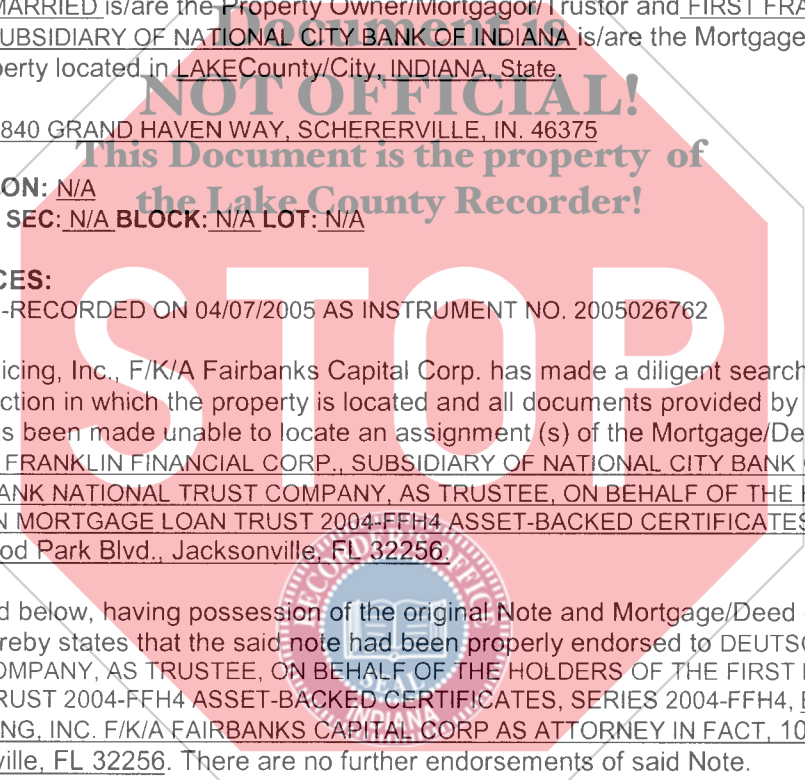 MARRIED is/are the Property Owner/Mortgagor/Trustor and FIRST FRA
UBSIDIARY OF NATIONAL CITY BANK OF INDIANA is/are the Mortgage
Document is
perty located in LAKECounty/City, INDIANA, State.
NOT OFFICIAL!
840 GRAND HAVEN WAY, SCHERERVILLE, IN. 46375
This Document is the property of
ON: N/A
the Lake County Recorder!
SEC: N/A BLOCK: N/A LOT: N/A
CES:
-RECORDED ON 04/07/2005 AS INSTRUMENT NO. 2005026762
STOP
icing, Inc., F/K/A Fairbanks Capital Corp. has made a diligent search
ction in which the property is located and all documents provided by
s been made unable to locate an assignment (s) of the Mortgage/De
FRANKLIN FINANCIAL CORP., SUBSIDIARY OF NATIONAL CITY BANK
ANK NATIONAL TRUST COMPANY, AS TRUSTEE, ON BEHALF OF THE
N MORTGAGE LOAN TRUST 2004-FFH4 ASSET-BACKED CERTIFICATES
od Park Blvd., Jacksonville, FL 32256,
RECORDER'S OFFICE
d below, having possession of the original Note and Mortgage/Deed
reby states that the said note had been properly endorsed to DEUTSC
OMPANY, AS TRUSTEE, ON BEHALF OF THE HOLDERS OF THE FIRST
SEAL
RUST 2004-FFH4 ASSET-BACKED CERTIFICATES, SERIES 2004-FFH4,
INDIANA
NG, INC. F/K/A FAIRBANKS CAPITAL CORP AS ATTORNEY IN FACT, 10
ville, FL 32256. There are no further endorsements of said Note.